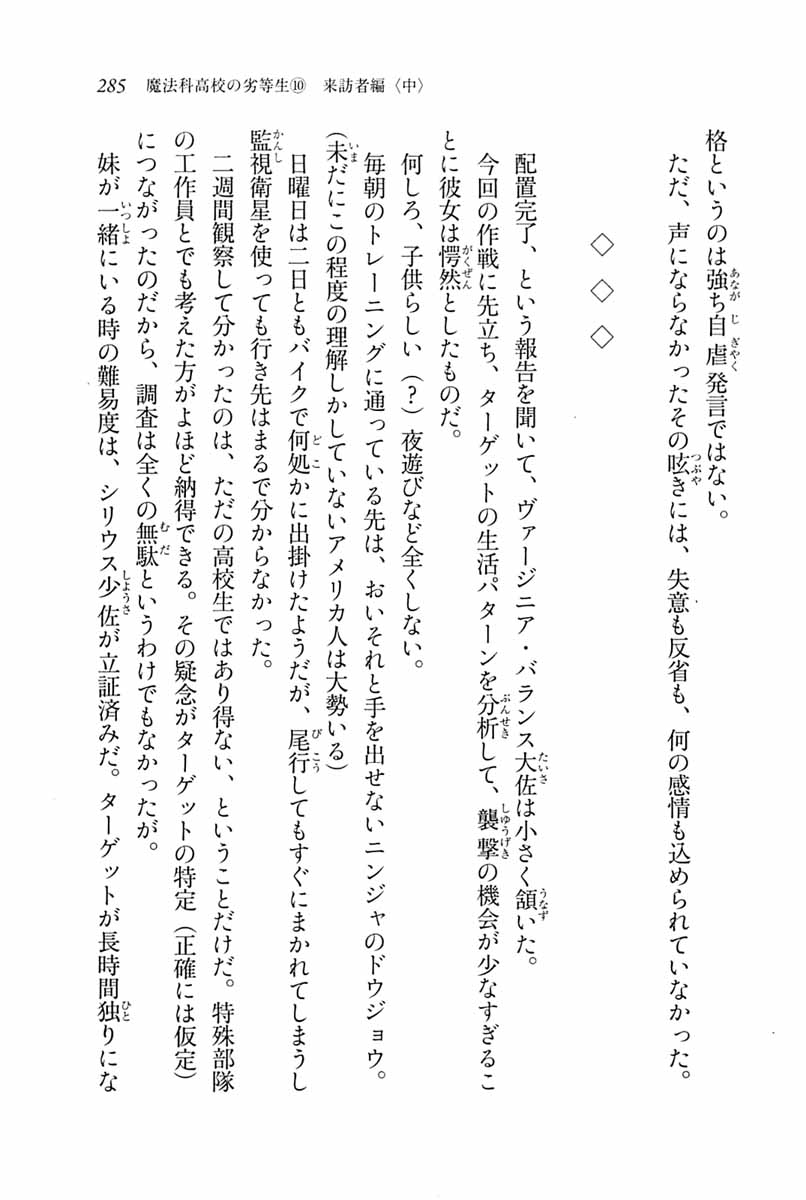 285　魔法科高校の劣等生⑩　来訪者編〈中〉
格というのは強ち自虐発言ではない。
ただ、声にならなかったその呟きには、失意も反省も、何の感情も込められていなかった。
◇　◇　◇
配置完了、という報告を聞いて、ヴァージニア・バランス大佐は小さく頷いた。
今回の作戦に先立ち、ターゲットの生活パターンを分析して、襲撃の機会が少なすぎるこ
とに彼女は愕然としたものだ。
何しろ、子供らしい（？）夜遊びなど全くしない。
毎朝のトレーニングに通っている先は、おいそれと手を出せないニンジャのドウジョウ。
（未だにこの程度の理解しかしていないアメリカ人は大勢いる）
日曜日は二日ともバイクで何処かに出掛けたようだが、尾行してもすぐにまかれてしまうし
監視衛星を使っても行き先はまるで分からなかった。
二週間観察して分かったのは、ただの高校生ではあり得ない、ということだけだ。特殊部隊
の工作員とでも考えた方がよほど納得できる。その疑念がターゲットの特定（正確には仮定）
につながったのだから、調査は全くの無駄というわけでもなかったが。
妹が一緒にいる時の難易度は、シリウス少佐が立証済みだ。ターゲットが長時間独りにな